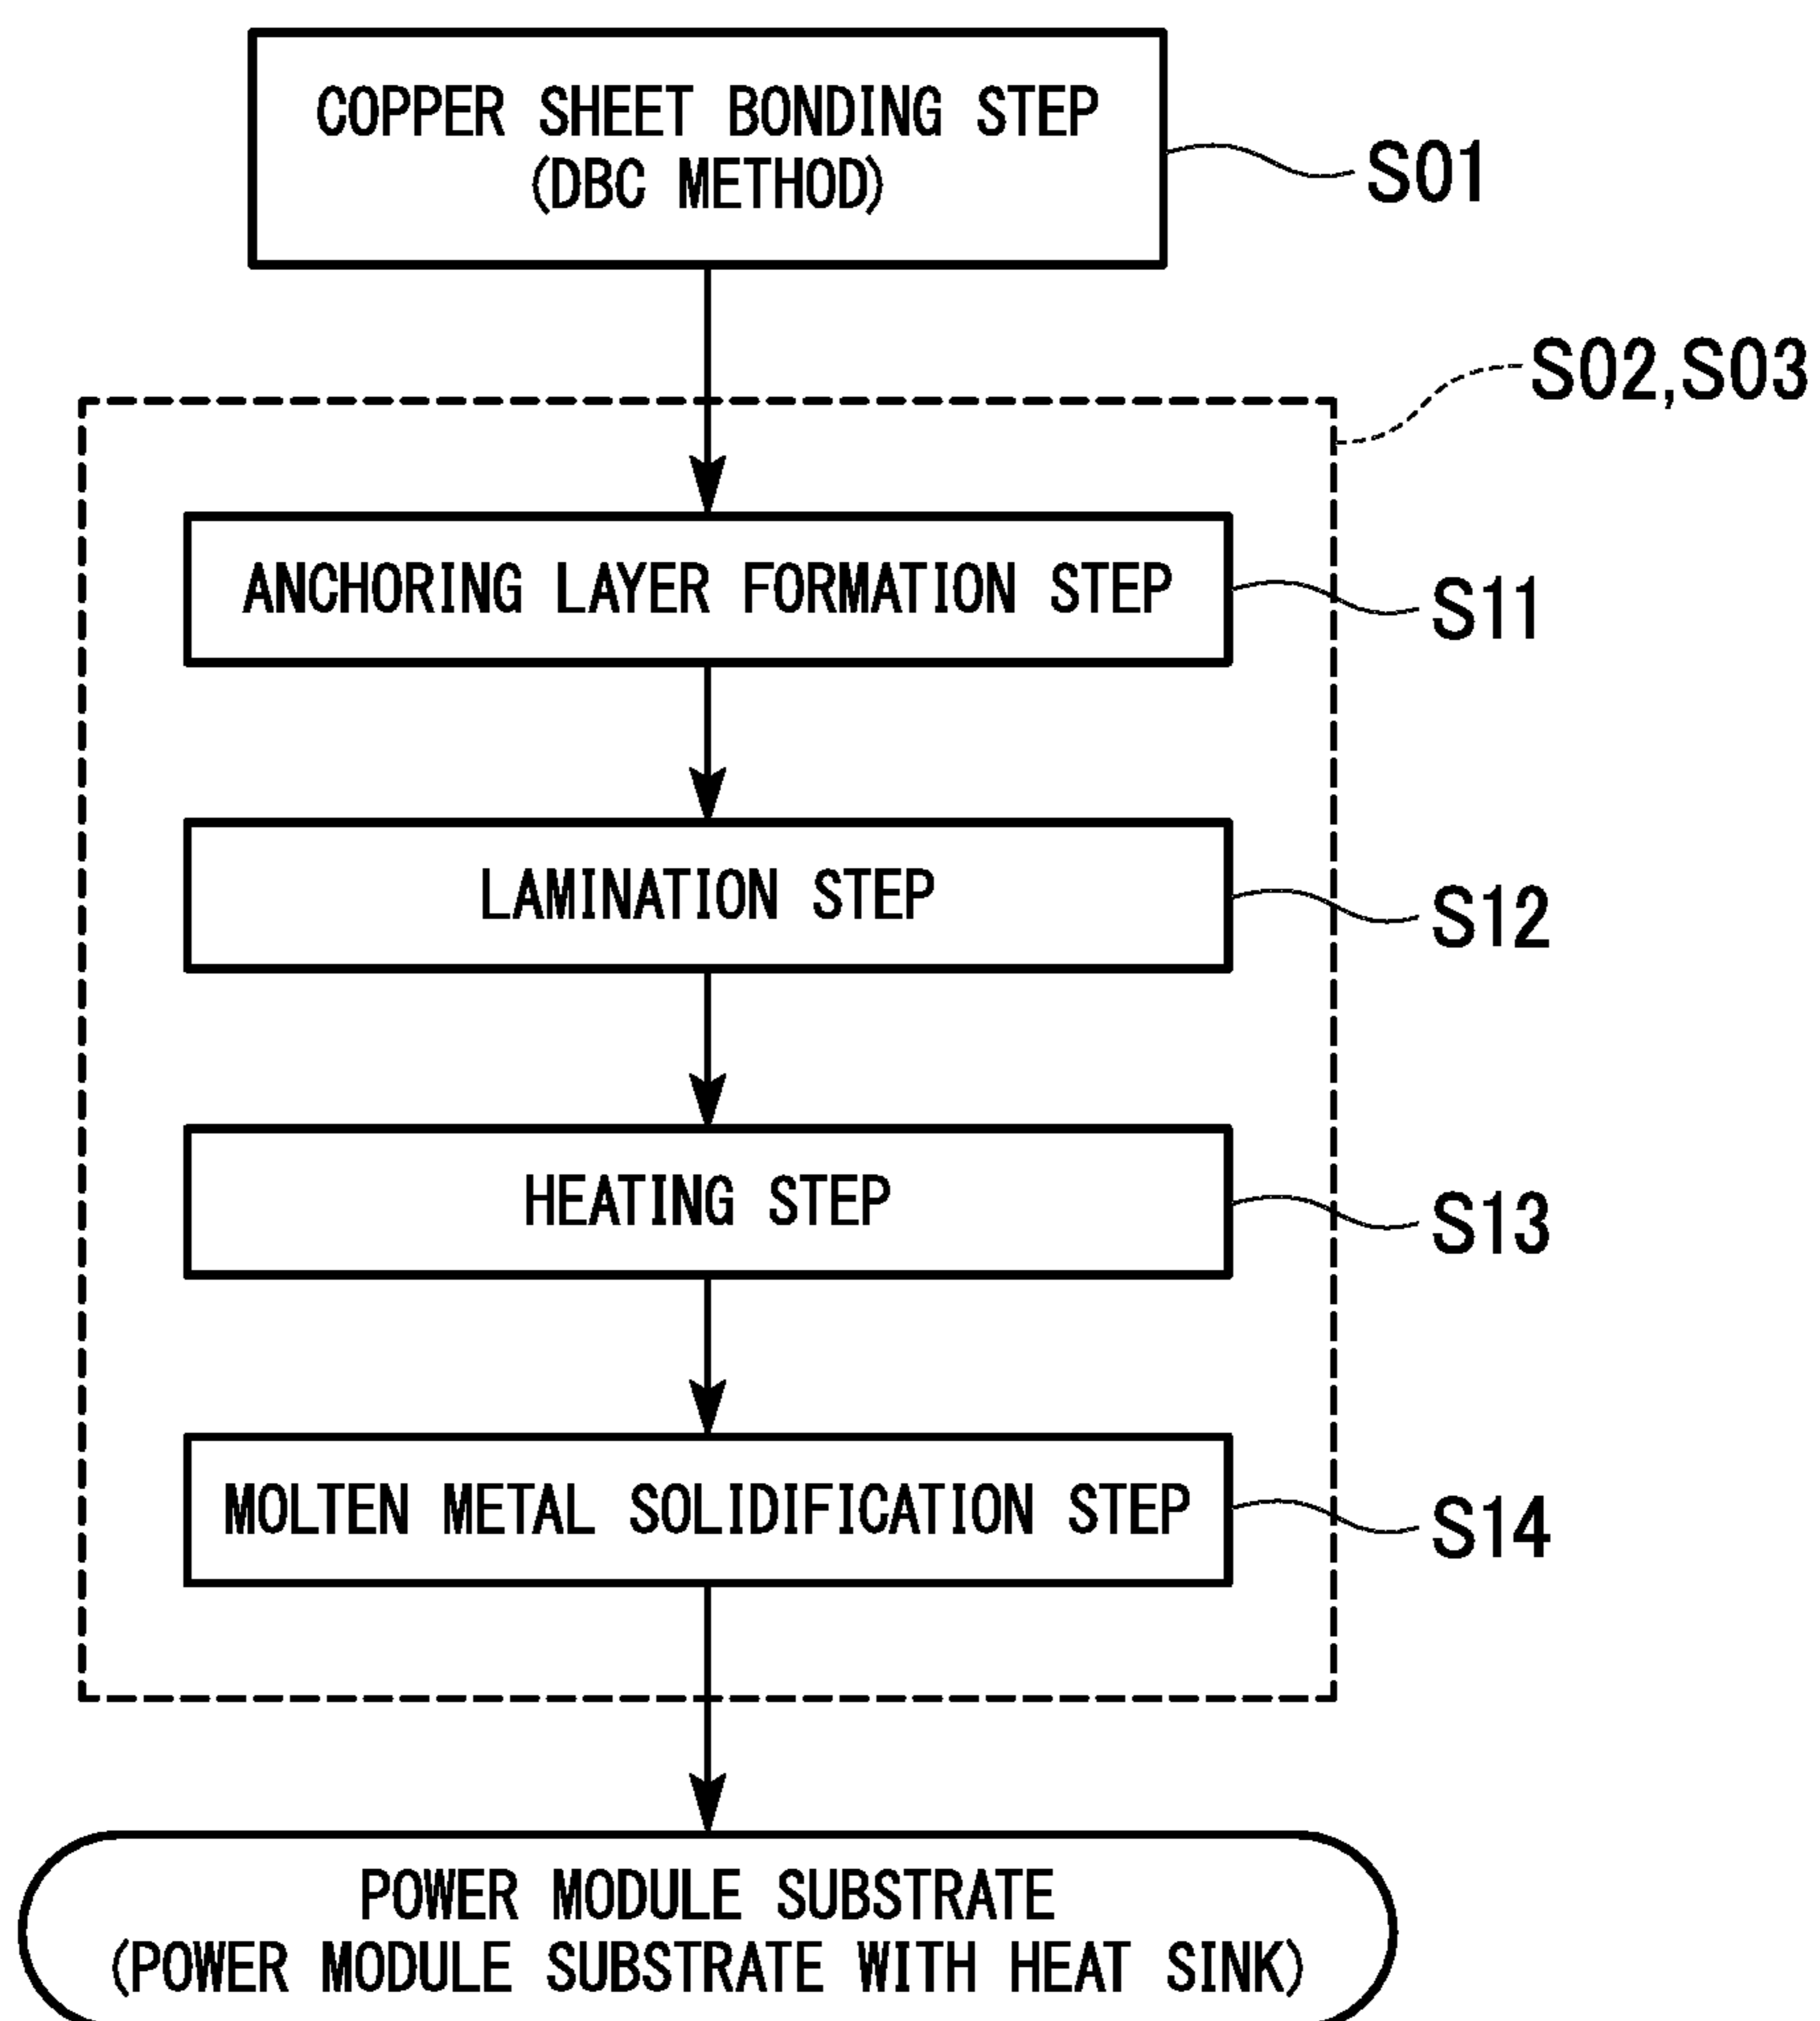 COPPER SHEET BONDING STEP
(DBC METHOD)
S01
S02,S03
ANCHORING LAYER FORMATION STEP
S11
LAMINATION STEP
S12
HEATING STEP
S13
MOLTEN METAL SOLIDIFICATION STEP
S14
POWER MODULE SUBSTRATE
(POWER MODULE SUBSTRATE WITH HEAT SINK)